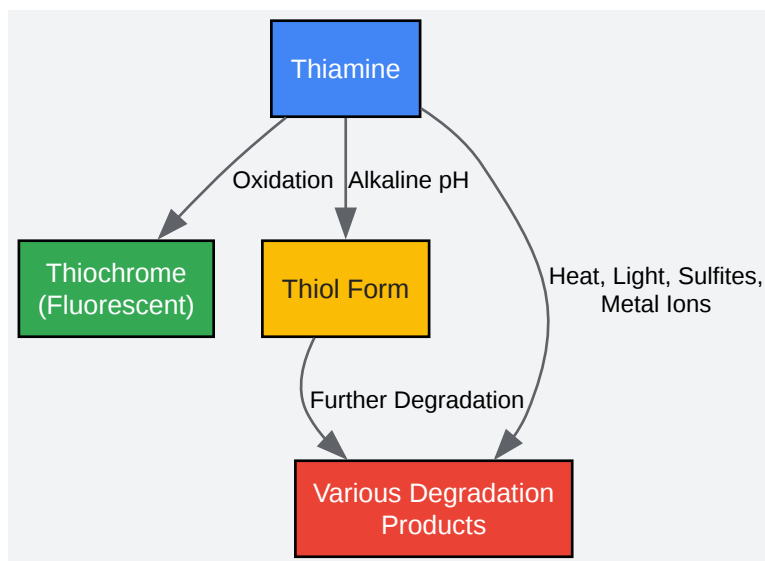 Thiamine
Oxidation
Alkaline pH
Thiochrome
(Fluorescent)
Thiol Form
Heat, Light, Sulfites,
Metal Ions
Further Degradation
Various Degradation
Products